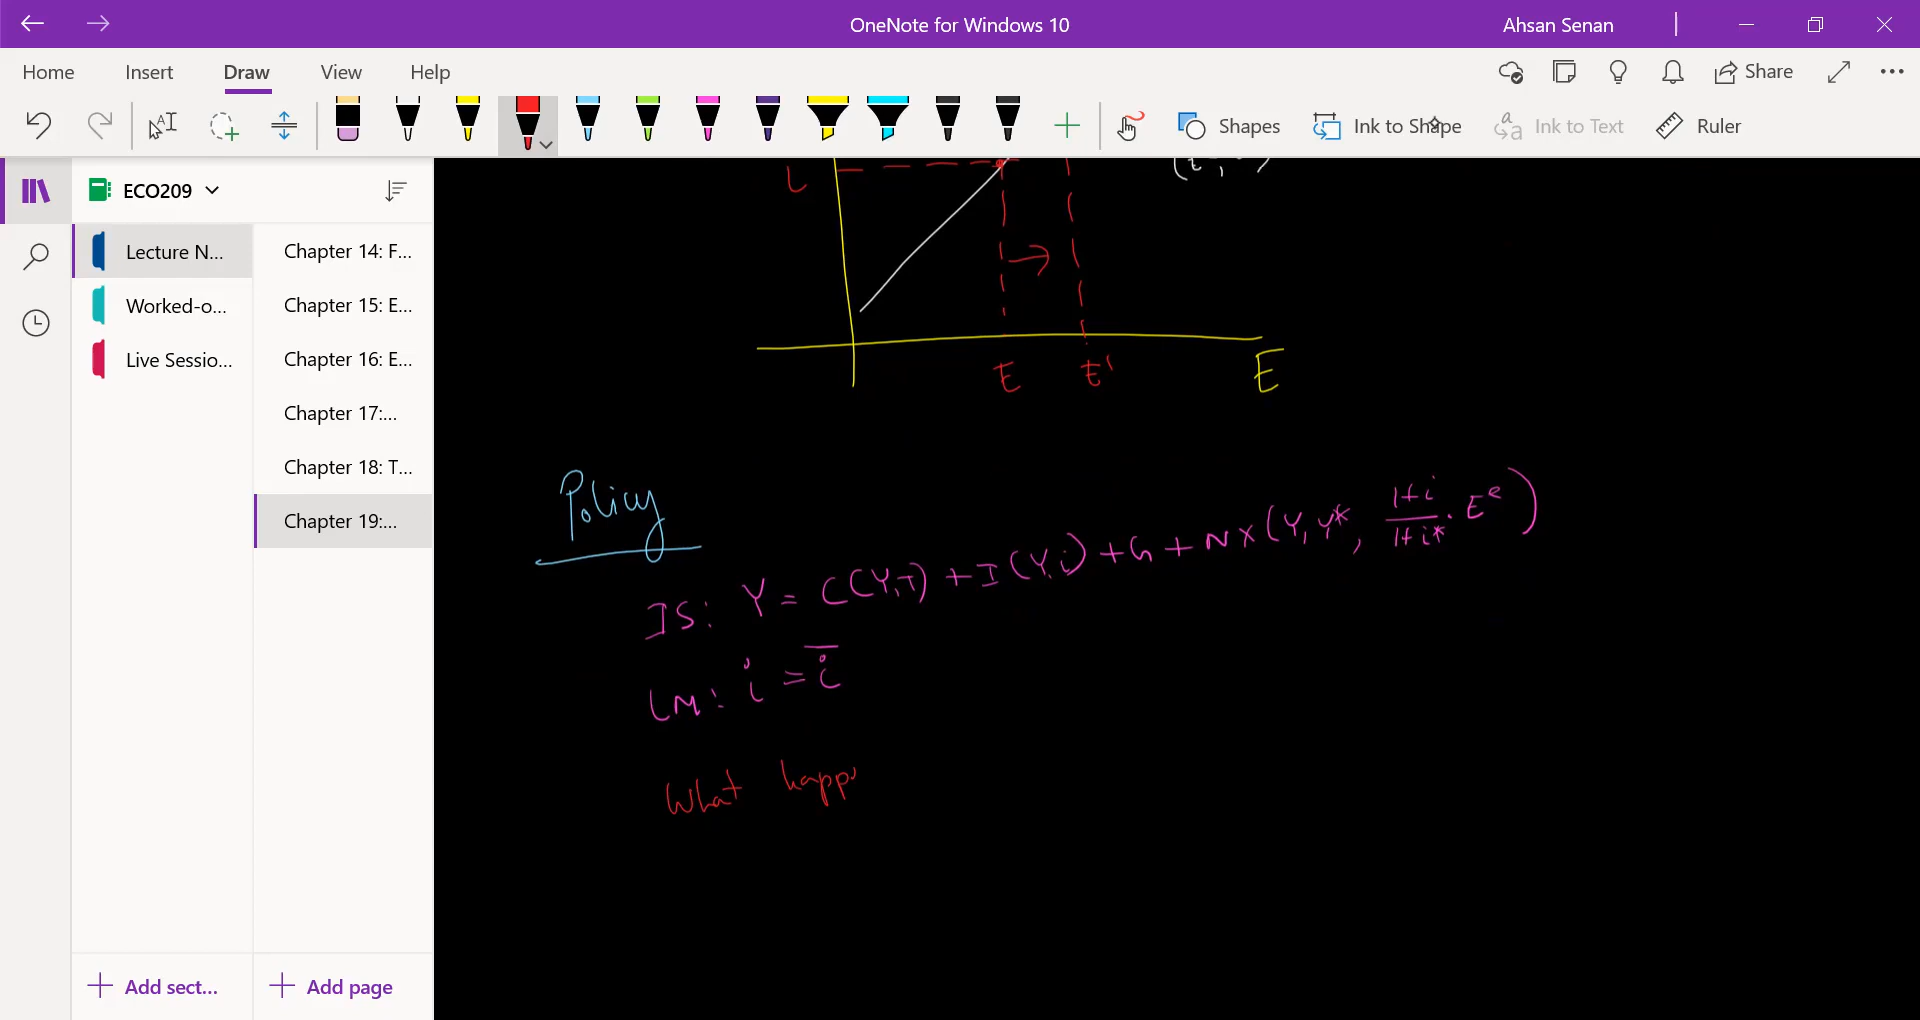 OneNote for Windows 10
Ahsan Senan
Home Insert Draw View Help
Share
Shapes Ink to Shape Ink to Text Ruler
ECO209
Lecture N...
Worked-o...
Live Sessio...
Chapter 14: F...
Chapter 15: E...
Chapter 16: E...
Chapter 17:...
Chapter 18: T...
Chapter 19:...
Add sect...
Add page
i
E E' E
Policy
IS: Y = C(Y,T) + I(Y,i) + G + NX(Y, Y*, 1+i/1+i* · E^e)
LM: i = i̅
What happ